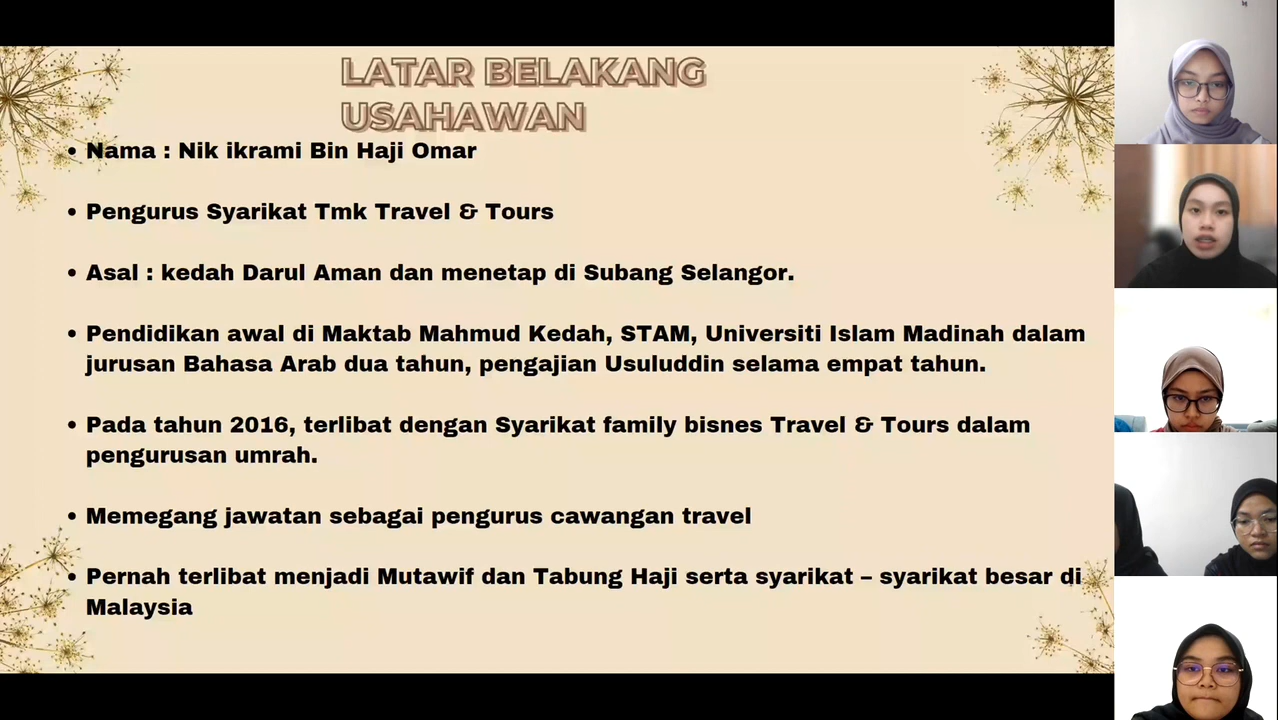 LATAR BELAKANG
USAHAWAN
• Nama : Nik ikrami Bin Haji Omar
• Pengurus Syarikat Tmk Travel & Tours
• Asal : kedah Darul Aman dan menetap di Subang Selangor.
• Pendidikan awal di Maktab Mahmud Kedah, STAM, Universiti Islam Madinah dalam
jurusan Bahasa Arab dua tahun, pengajian Usuluddin selama empat tahun.
• Pada tahun 2016, terlibat dengan Syarikat family bisnes Travel & Tours dalam
pengurusan umrah.
• Memegang jawatan sebagai pengurus cawangan travel
• Pernah terlibat menjadi Mutawif dan Tabung Haji serta syarikat – syarikat besar di
Malaysia